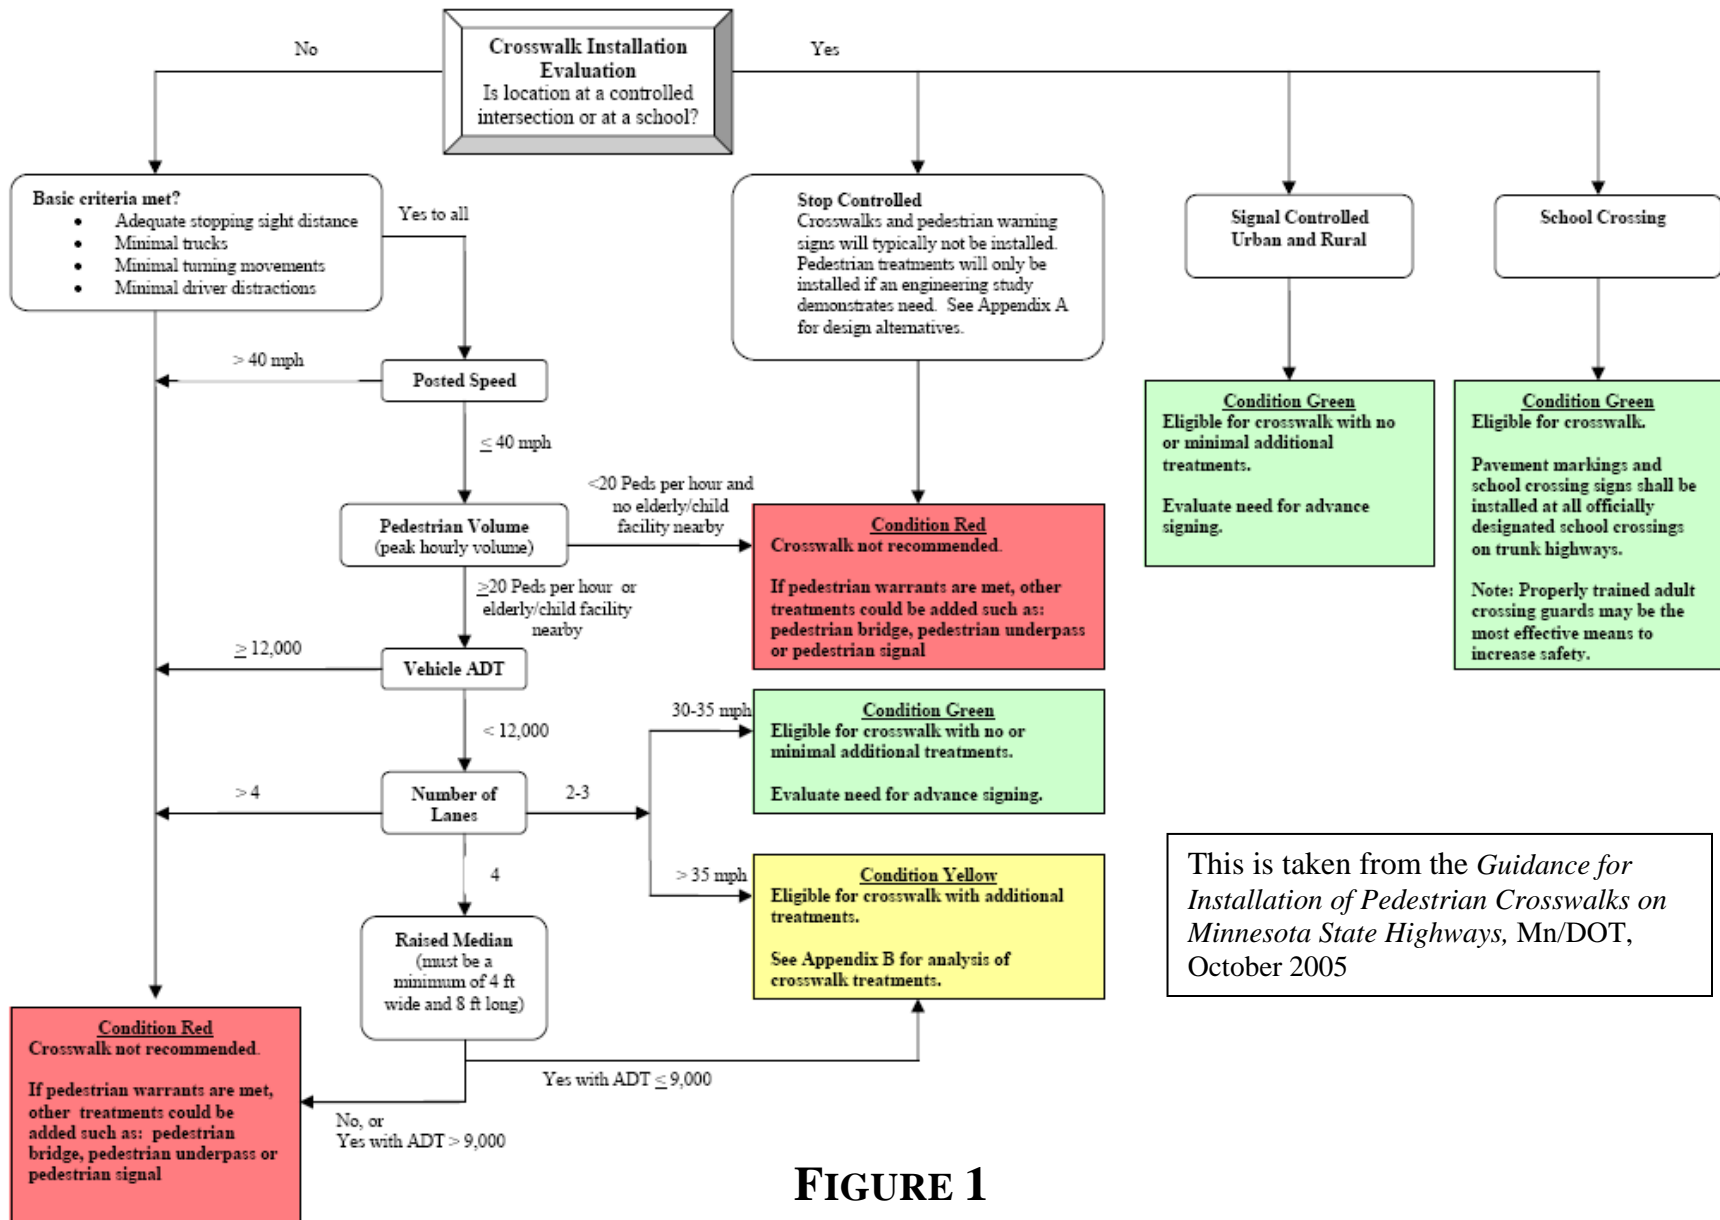 No
Crosswalk Installation
Evaluation
Is location at a controlled
intersection or at a school?
Yes
Basic criteria met?
• Adequate stopping sight distance
• Minimal trucks
• Minimal turning movements
• Minimal driver distractions
Yes to all
Stop Controlled
Crosswalks and pedestrian warning
signs will typically not be installed.
Pedestrian treatments will only be
installed if an engineering study
demonstrates need. See Appendix A
for design alternatives.
Signal Controlled
Urban and Rural
School Crossing
> 40 mph
Posted Speed
≤ 40 mph
Condition Green
Eligible for crosswalk with no
or minimal additional
treatments.
Evaluate need for advance
signing.
Condition Green
Eligible for crosswalk.
Pavement markings and
school crossing signs shall be
installed at all officially
designated school crossings
on trunk highways.
Note: Properly trained adult
crossing guards may be the
most effective means to
increase safety.
<20 Peds per hour and
no elderly/child
facility nearby
Pedestrian Volume
(peak hourly volume)
Condition Red
Crosswalk not recommended.
If pedestrian warrants are met, other
treatments could be added such as:
pedestrian bridge, pedestrian underpass
or pedestrian signal
≥20 Peds per hour or
elderly/child facility
nearby
≥ 12,000
Vehicle ADT
< 12,000
30-35 mph
Condition Green
Eligible for crosswalk with no or
minimal additional treatments.
Evaluate need for advance signing.
> 4
Number of
Lanes
2-3
4
> 35 mph
Condition Yellow
Eligible for crosswalk with additional
treatments.
See Appendix B for analysis of
crosswalk treatments.
This is taken from the Guidance for
Installation of Pedestrian Crosswalks on
Minnesota State Highways, Mn/DOT,
October 2005
Raised Median
(must be a
minimum of 4 ft
wide and 8 ft long)
Yes with ADT ≤ 9,000
No, or
Yes with ADT > 9,000
Condition Red
Crosswalk not recommended.
If pedestrian warrants are met,
other treatments could be
added such as: pedestrian
bridge, pedestrian underpass or
pedestrian signal
FIGURE 1